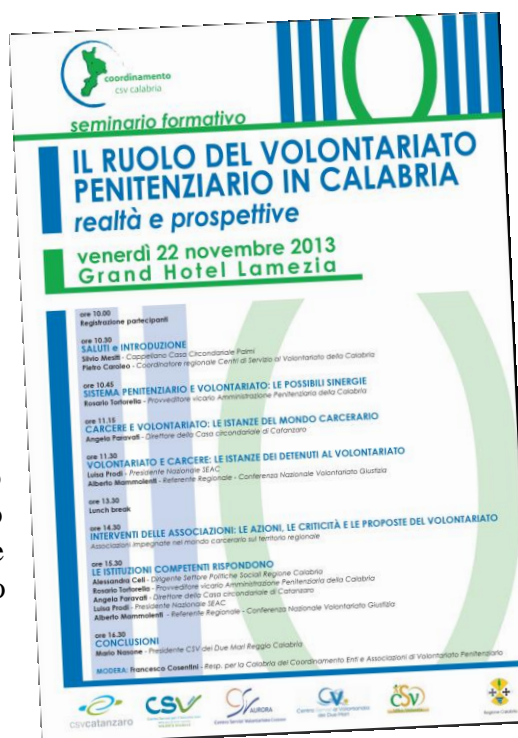 coordinamento
csv calabria
seminario formativo
IL RUOLO DEL VOLONTARIATO
PENITENZIARIO IN CALABRIA
realtà e prospettive
venerdì 22 novembre 2013
Grand Hotel Lamezia
ore 10.00
Registrazione partecipanti
ore 10.30
SALUTI e INTRODUZIONE
Silvio Mesiti - Cappellano Casa Circondariale Palmi
Pietro Caroleo - Coordinatore regionale Centri di Servizio al Volontariato della Calabria
ore 10.45
SISTEMA PENITENZIARIO E VOLONTARIATO: LE POSSIBILI SINERGIE
Rosario Tortorella - Provveditore vicario Amministrazione Penitenziaria della Calabria
ore 11.15
CARCERE E VOLONTARIATO: LE ISTANZE DEL MONDO CARCERARIO
Angela Paravati - Direttore della Casa circondariale di Catanzaro
ore 11.30
VOLONTARIATO E CARCERE: LE ISTANZE DEI DETENUTI AL VOLONTARIATO
Luisa Prodi - Presidente Nazionale SEAC
Alberto Mammolenti - Referente Regionale - Conferenza Nazionale Volontariato Giustizia
ore 13.30
Lunch break
ore 14.30
INTERVENTI DELLE ASSOCIAZIONI: LE AZIONI, LE CRITICITÀ E LE PROPOSTE DEL VOLONTARIATO
Associazioni impegnate nel mondo carcerario sul territorio regionale
ore 15.30
LE ISTITUZIONI COMPETENTI RISPONDONO
Alessandra Celi - Dirigente Settore Politiche Sociali Regione Calabria
Rosario Tortorella - Provveditore vicario Amministrazione Penitenziaria della Calabria
Angela Paravati - Direttore della Casa circondariale di Catanzaro
Luisa Prodi - Presidente Nazionale SEAC
Alberto Mammolenti - Referente Regionale - Conferenza Nazionale Volontariato Giustizia
ore 16.30
CONCLUSIONI
Mario Nasone - Presidente CSV dei Due Mari Reggio Calabria
MODERA: Francesco Cosentini - Resp. per la Calabria del Coordinamento Enti e Associazioni di Volontariato Penitenziario
csvcatanzaro
CSV
AURORA
dei Due Mari
CSV
Regione Calabria